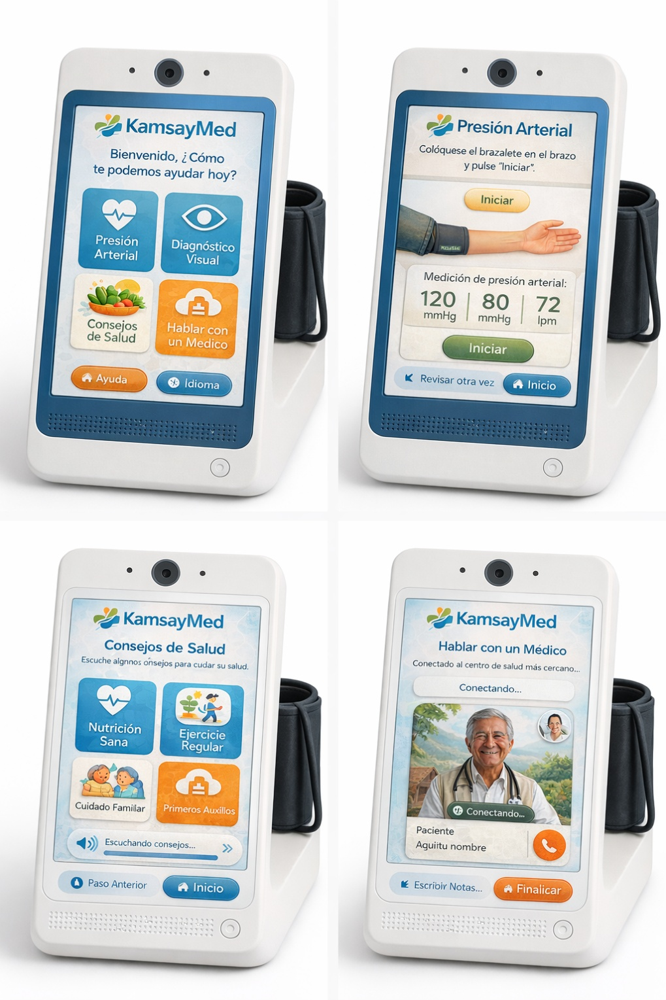 KamsayMed
Bienvenido, ¿Cómo
te podemos ayudar hoy?
Presión
Arterial
Diagnóstico
Visual
Consejos
de Salud
Hablar con
un Medico
Ayuda
Idioma
Presión Arterial
Colóquese el brazalete en el brazo
y pulse "Iniciar".
Iniciar
Medición de presión arterial:
120
mmHg
80
mmHg
72
lpm
Iniciar
Revisar otra vez
Inicio
KamsayMed
Consejos de Salud
Escuche algnnos onsejos para cudar su salud.
Nutrición
Sana
Ejercicie
Regular
Cuidado Familar
Primeros Auxillos
Escuchando consejos...
Paso Anterior
Inicio
KamsayMed
Hablar con un Médico
Conectado al centro de salud más cercano...
Conectando...
Conectando...
Paciente
Aguiitu nombre
Escribir Notas...
Finalicar